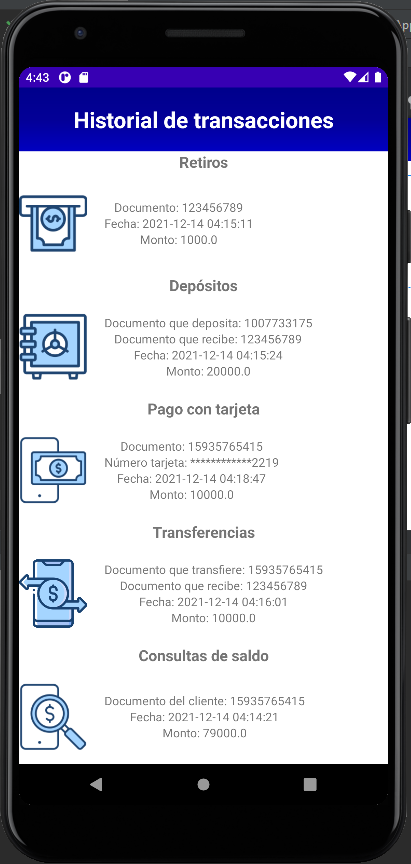 4:43
Historial de transacciones
Retiros
Documento: 123456789
Fecha: 2021-12-14 04:15:11
Monto: 1000.0
Depósitos
Documento que deposita: 1007733175
Documento que recibe: 123456789
Fecha: 2021-12-14 04:15:24
Monto: 20000.0
Pago con tarjeta
Documento: 15935765415
Número tarjeta: ************2219
Fecha: 2021-12-14 04:18:47
Monto: 10000.0
Transferencias
Documento que transfiere: 15935765415
Documento que recibe: 123456789
Fecha: 2021-12-14 04:16:01
Monto: 10000.0
Consultas de saldo
Documento del cliente: 15935765415
Fecha: 2021-12-14 04:14:21
Monto: 79000.0